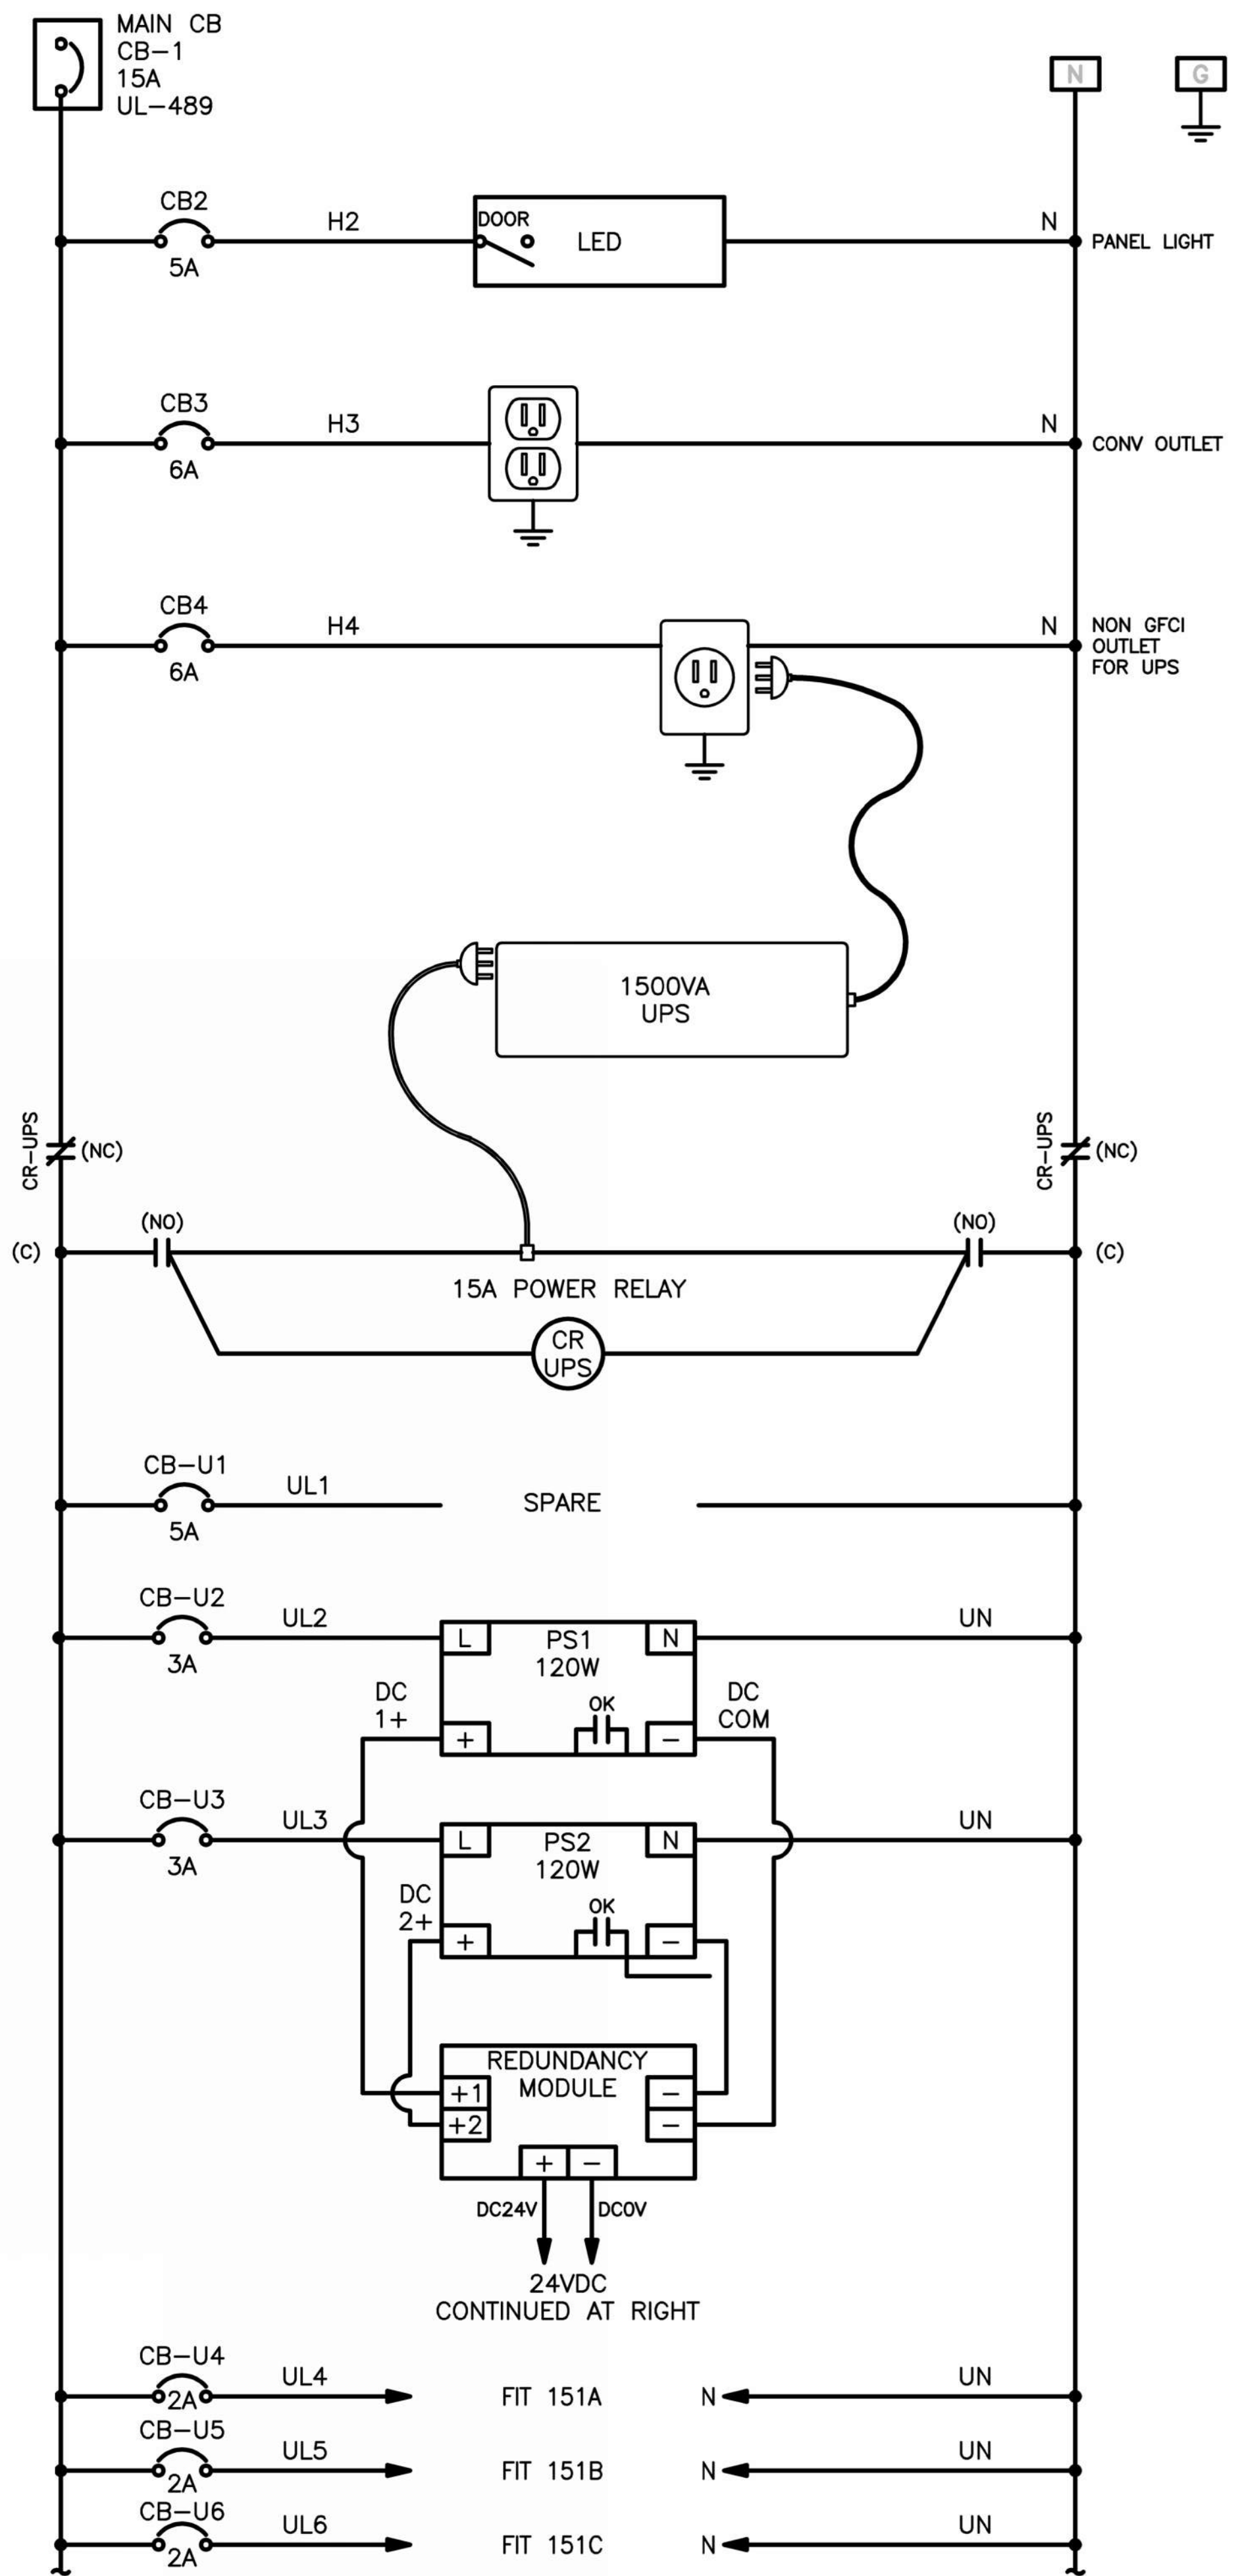 MAIN CB
CB-1
15A
UL-489
N
G
CB2
H2
DOOR
LED
N
PANEL LIGHT
5A
CB3
H3
N
CONV OUTLET
6A
CB4
H4
N
NON GFCI
OUTLET
FOR UPS
6A
1500VA
UPS
CR-UPS
(NC)
CR-UPS
(NC)
(NO)
(NO)
(C)
(C)
15A POWER RELAY
CR
UPS
CB-U1
UL1
SPARE
5A
CB-U2
UL2
L
PS1
120W
N
UN
3A
DC
1+
OK
DC
COM
+
-
CB-U3
UL3
L
PS2
120W
N
UN
3A
DC
2+
OK
+
-
REDUNDANCY
MODULE
+1
-
+2
-
+
-
DC24V
DC0V
24VDC
CONTINUED AT RIGHT
CB-U4
UL4
FIT 151A
N
UN
2A
CB-U5
UL5
FIT 151B
N
UN
2A
CB-U6
UL6
FIT 151C
N
UN
2A